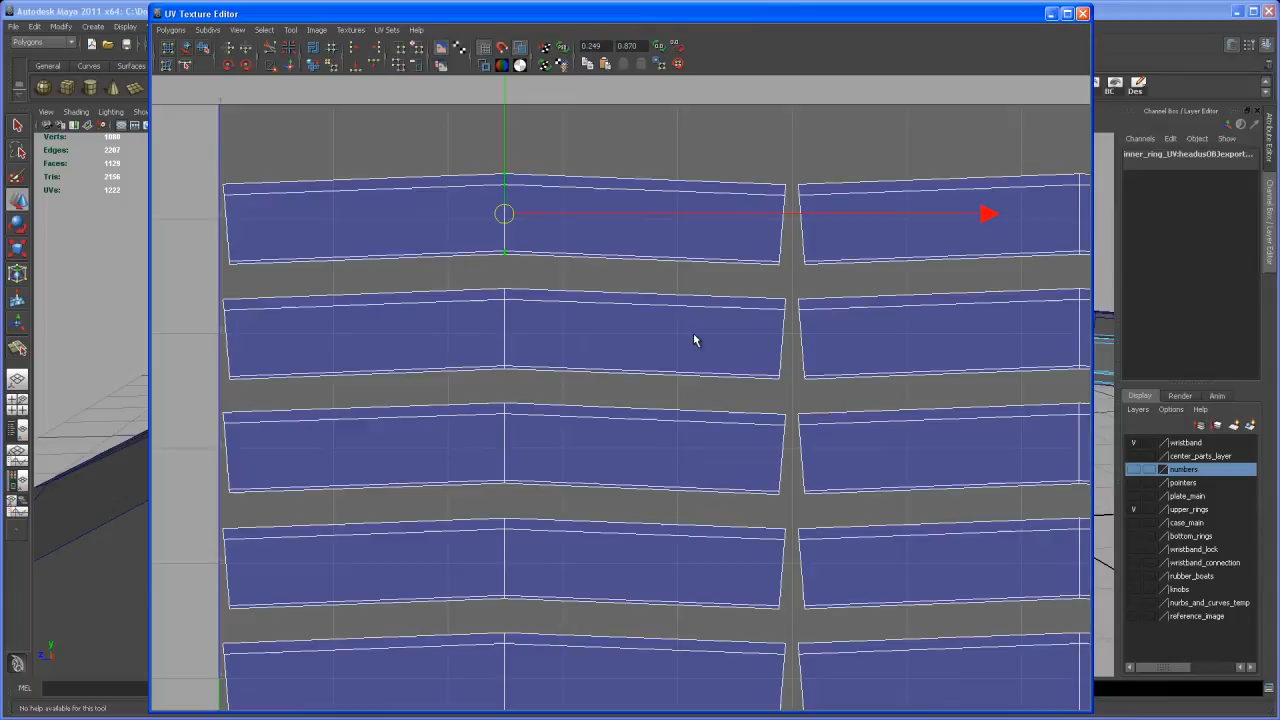 Autodesk Maya 2011 x64: C:\Do
UV Texture Editor
File Edit Modify Create Display
Polygons Subdivs View Select Tool Image Textures UV Sets Help
Polygons
0.249 0.870
General Curves Surfaces
BC Des
View Shading Lighting Sho
Channel Box / Layer Editor
Verts: 1080
Edges: 2207
Faces: 1129
Tris: 2156
UVs: 1222
Channels Edit Object Show
inner_ring_UV:headusOBJexport...
Attribute Editor
Channel Box / Layer Editor
Display Render Anim
Layers Options Help
V wristband
center_parts_layer
numbers
pointers
plate_main
V upper_rings
case_main
bottom_rings
wristband_lock
wristband_connection
rubber_boats
knobs
nurbs_and_curves_temp
reference_image
y
z
MEL
No help available for this tool